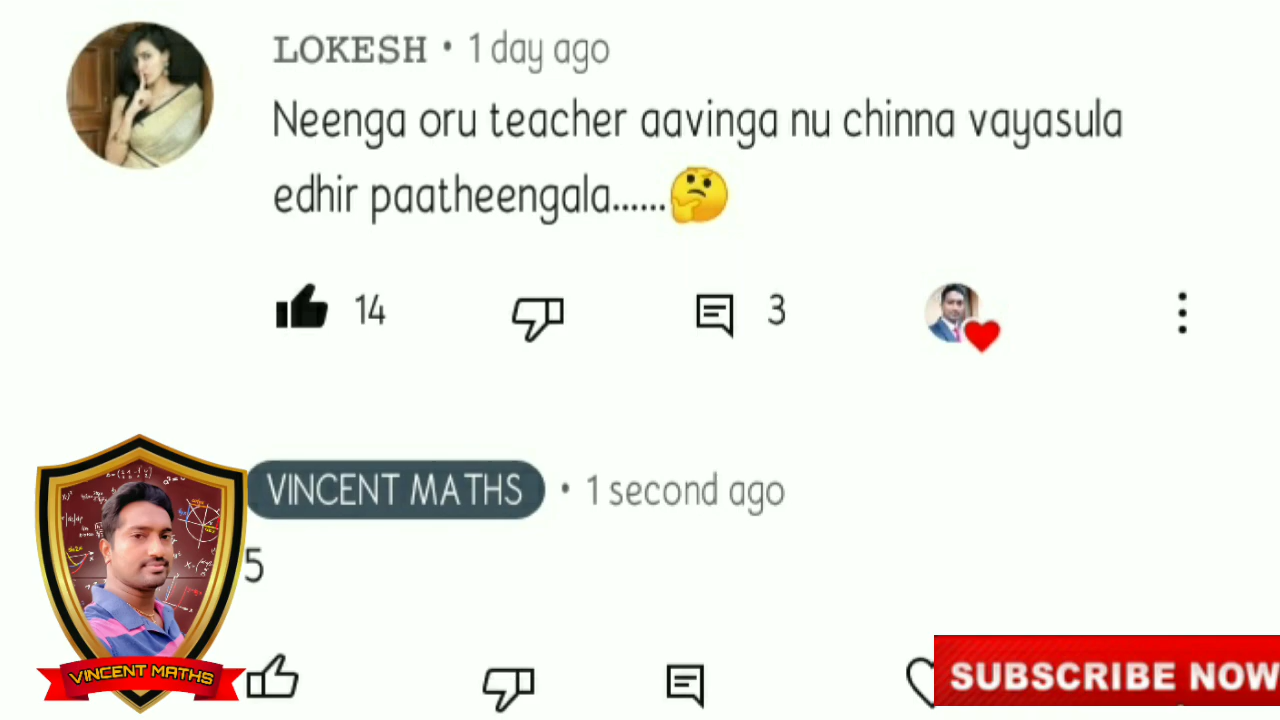 LOKESH • 1 day ago
Neenga oru teacher aavinga nu chinna vayasula
edhir paatheengala......🤔
14 3
VINCENT MATHS • 1 second ago
5
VINCENT MATHS
SUBSCRIBE NOW